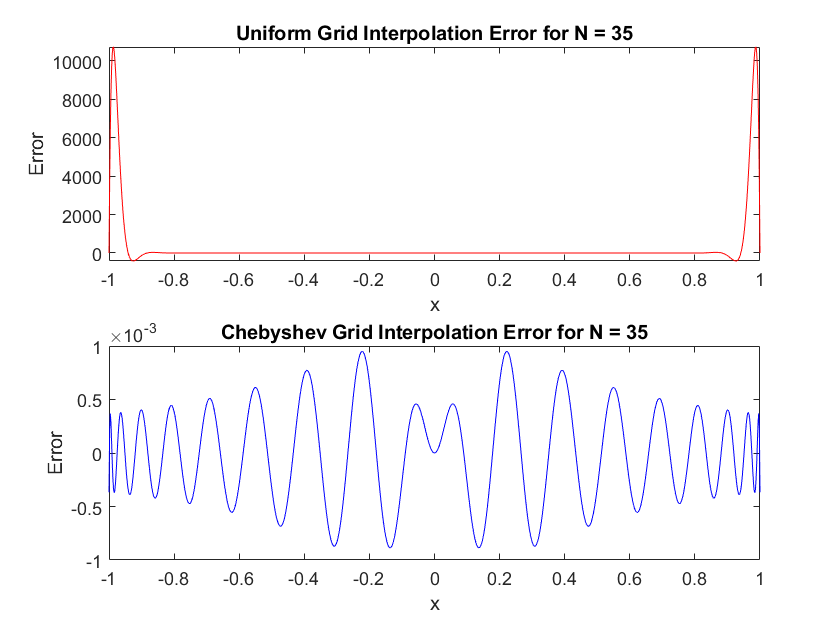 Uniform Grid Interpolation Error for N = 35
10000
8000
6000
4000
2000
0
Error
-1 -0.8 -0.6 -0.4 -0.2 0 0.2 0.4 0.6 0.8 1
x
Chebyshev Grid Interpolation Error for N = 35
×10-3
1
0.5
0
-0.5
-1
Error
-1 -0.8 -0.6 -0.4 -0.2 0 0.2 0.4 0.6 0.8 1
x